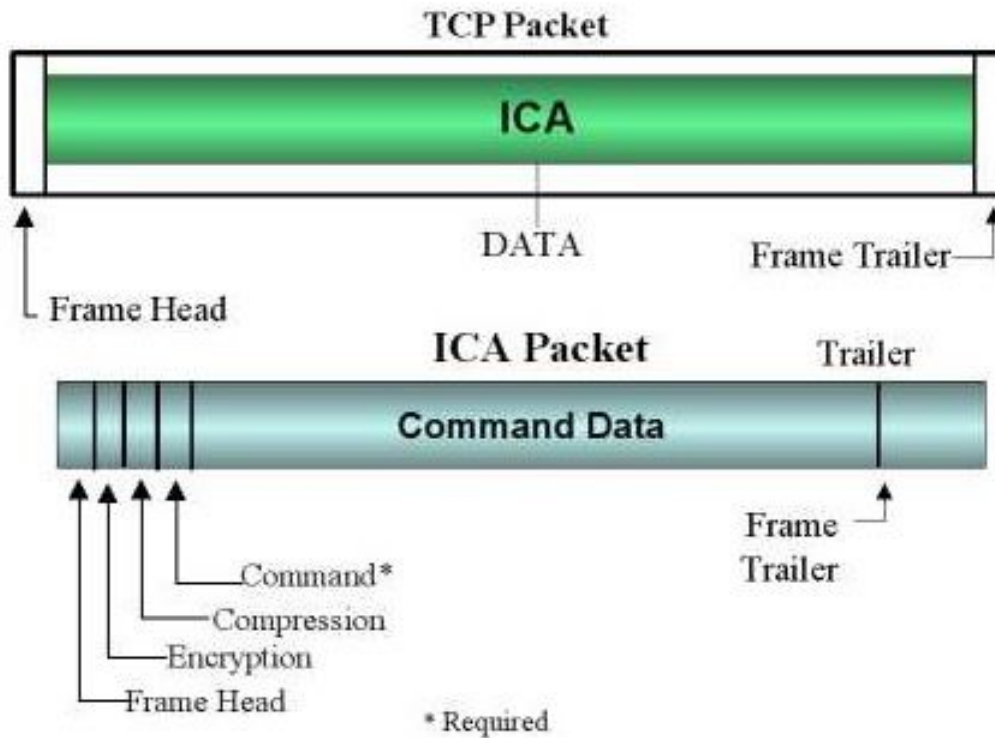 TCP Packet
ICA
DATA
Frame Trailer
Frame Head
ICA Packet
Trailer
Command Data
Frame
Trailer
Command*
Compression
Encryption
Frame Head
* Required